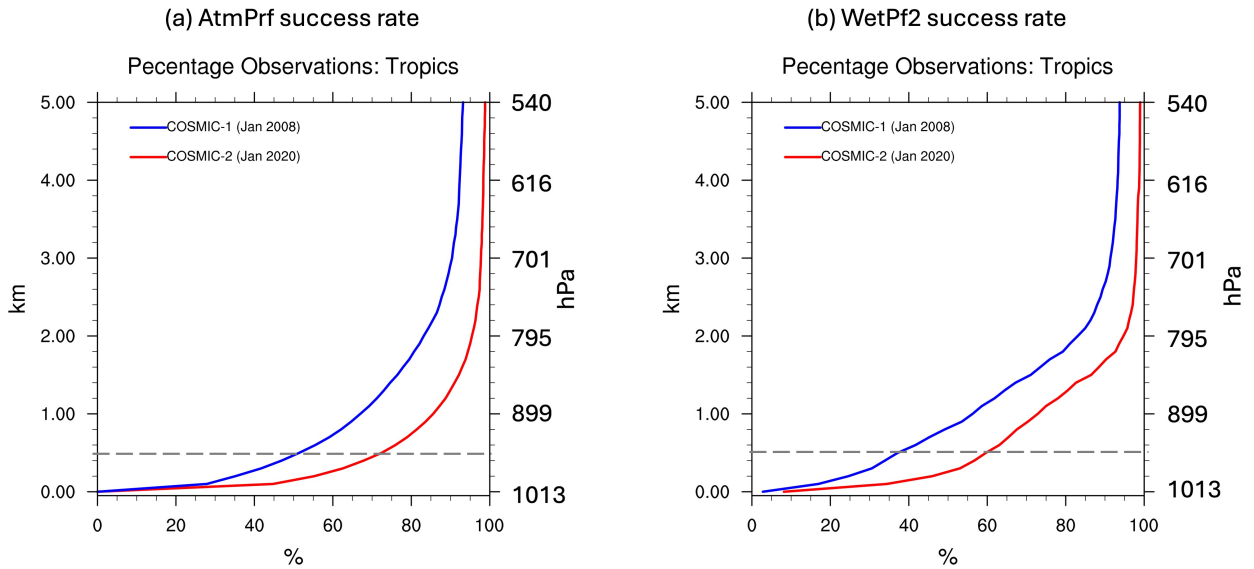 (a) AtmPrf success rate
Pecentage Observations: Tropics
5.00
4.00
3.00
2.00
1.00
0.00
km
COSMIC-1 (Jan 2008)
COSMIC-2 (Jan 2020)
540
616
701
795
899
1013
hPa
0 20 40 60 80 100
%
(b) WetPf2 success rate
Pecentage Observations: Tropics
5.00
4.00
3.00
2.00
1.00
0.00
km
COSMIC-1 (Jan 2008)
COSMIC-2 (Jan 2020)
540
616
701
795
899
1013
hPa
0 20 40 60 80 100
%